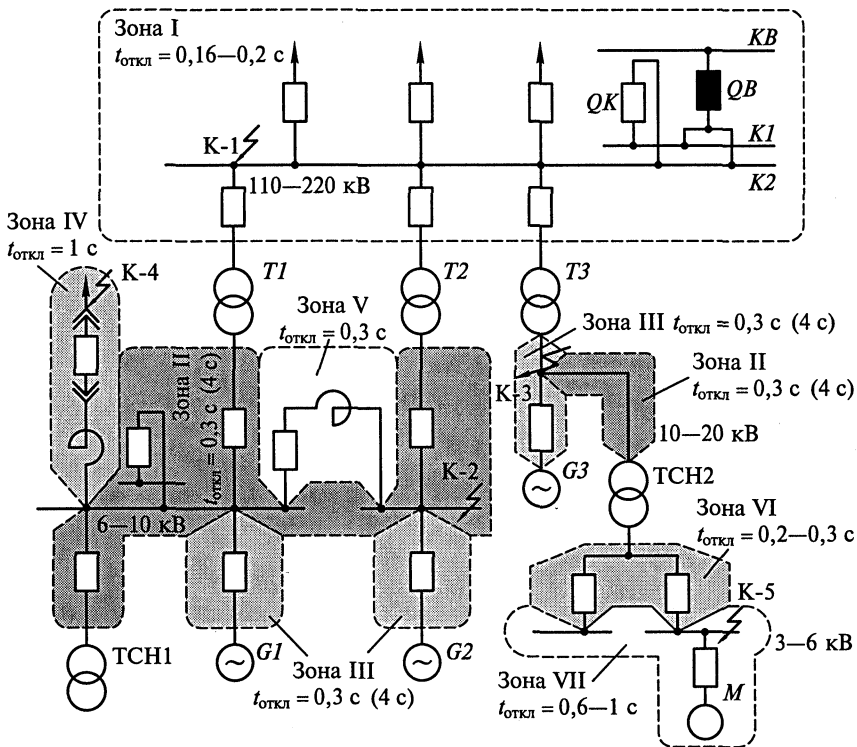 Зона I
tоткл = 0,16—0,2 с
KB
QK
QB
K1
K-1
K2
110—220 кВ
Зона IV
tоткл = 1 с
K-4
T1
T2
T3
Зона V
tоткл = 0,3 с
Зона III tоткл = 0,3 с (4 с)
Зона II
tоткл = 0,3 с (4 с)
Зона II
tоткл = 0,3 с (4 с)
K-3
10—20 кВ
G3
ТСН2
K-2
6—10 кВ
Зона VI
tоткл = 0,2—0,3 с
K-5
3—6 кВ
ТСН1
G1
Зона III
tоткл = 0,3 с (4 с)
G2
Зона VII
tоткл = 0,6—1 с
M